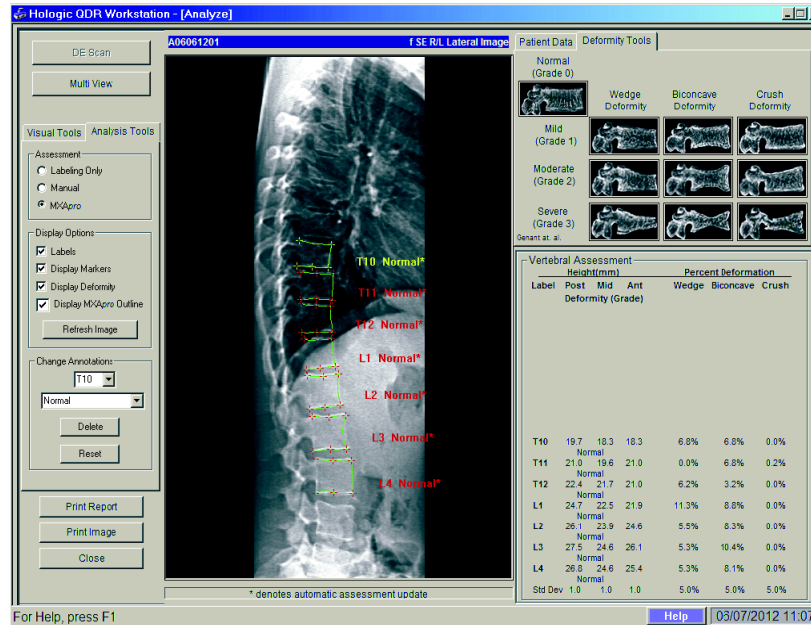 Hologic QDR Workstation - [Analyze]
DE Scan
Multi View
Visual Tools Analysis Tools
Assessment
Labeling Only
Manual
MXApro
Display Options
Labels
Display Markers
Display Deformity
Display MXApro Outline
Refresh Image
Change Annotations
T10
Normal
Delete
Reset
Print Report
Print Image
Close
A06061201 f SE R/L Lateral Image
T10 Normal*
T11 Normal*
T12 Normal*
L1 Normal*
L2 Normal*
L3 Normal*
L4 Normal*
* denotes automatic assessment update
Patient Data Deformity Tools
Normal
(Grade 0)
Wedge Deformity Biconcave Deformity Crush Deformity
Mild
(Grade 1)
Moderate
(Grade 2)
Severe
(Grade 3)
Genant at. al.
Vertebral Assessment
Height(mm) Percent Deformation
Label Post Mid Ant Wedge Biconcave Crush
Deformity (Grade)
T10 19.7 18.3 18.3 6.8% 6.8% 0.0%
Normal
T11 21.0 19.6 21.0 0.0% 6.8% 0.2%
Normal
T12 22.4 21.7 21.0 6.2% 3.2% 0.0%
Normal
L1 24.7 22.5 21.9 11.3% 8.8% 0.0%
Normal
L2 26.1 23.9 24.6 5.5% 8.3% 0.0%
Normal
L3 27.5 24.6 26.1 5.3% 10.4% 0.0%
Normal
L4 26.8 24.6 25.4 5.3% 8.1% 0.0%
Normal
Std Dev 1.0 1.0 1.0 5.0% 5.0% 5.0%
For Help, press F1
Help
06/07/2012 11:07